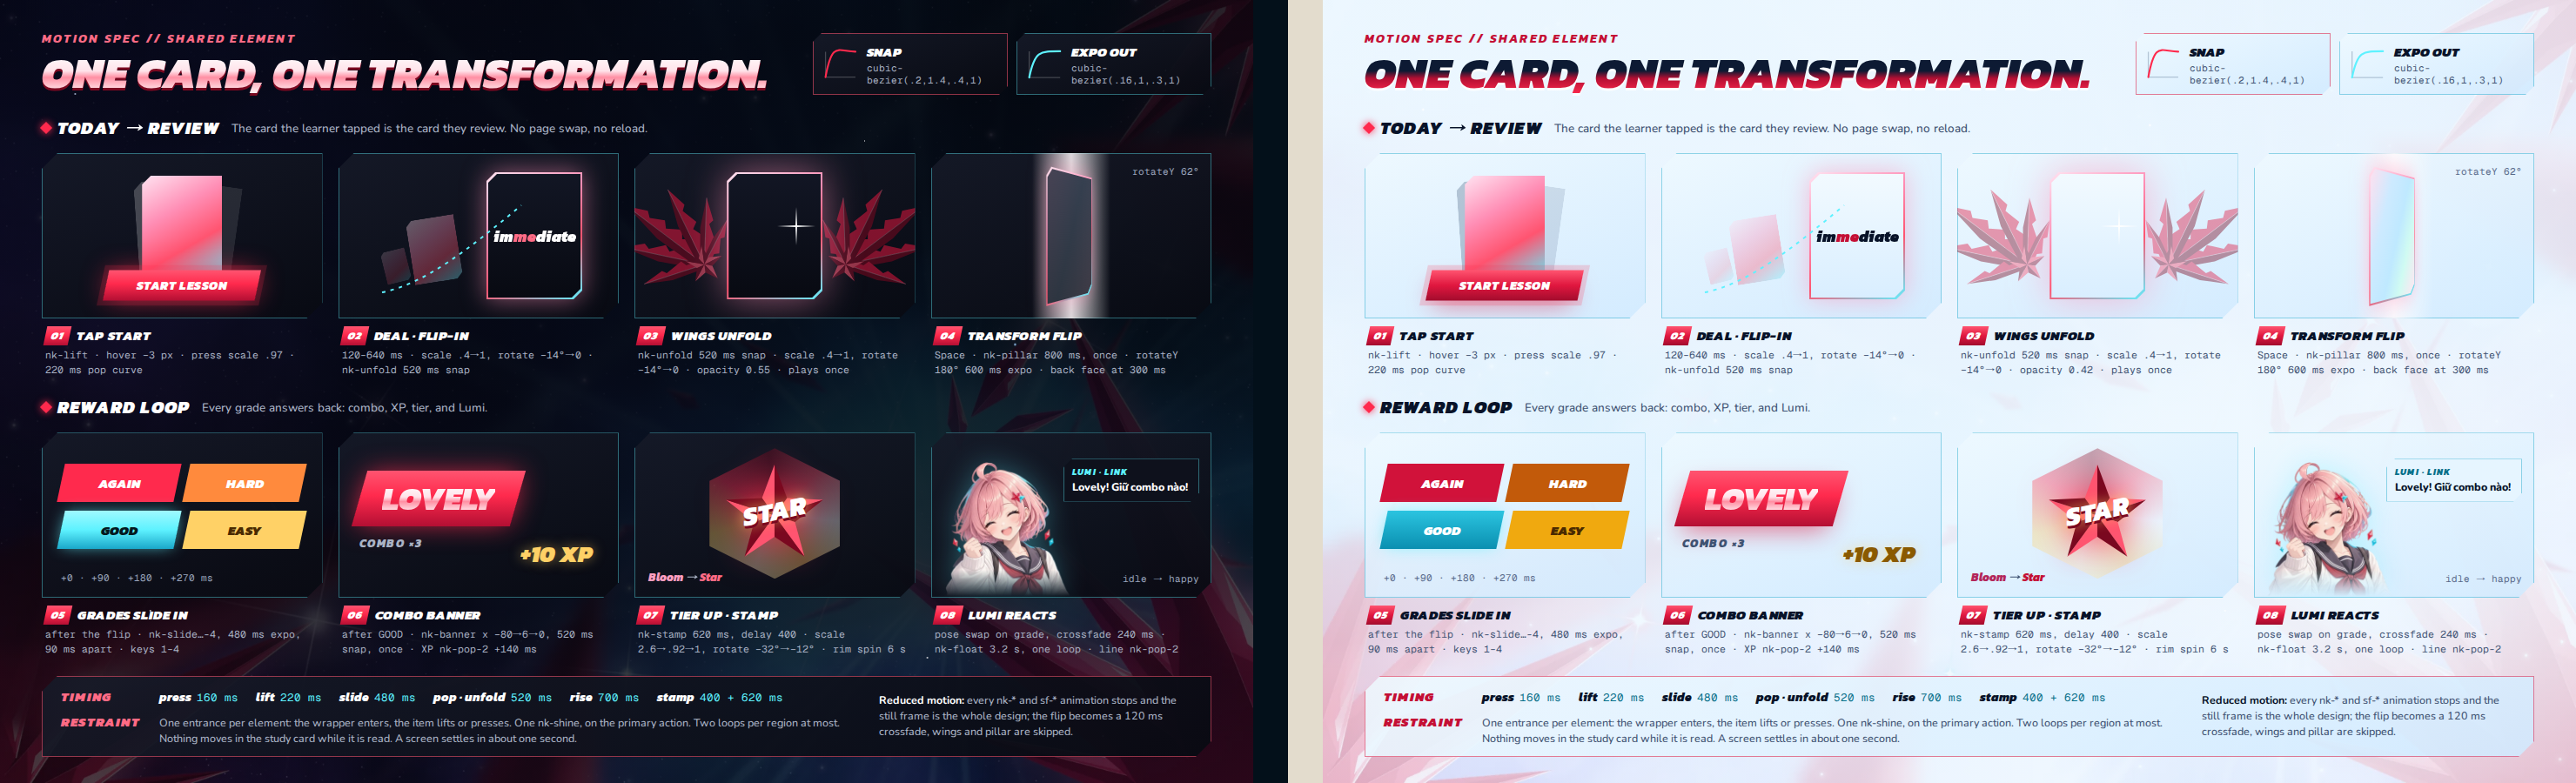 MOTION SPEC // SHARED ELEMENT
ONE CARD, ONE TRANSFORMATION.
SNAP
cubic-
bezier(.2,1.4,.4,1)
EXPO OUT
cubic-
bezier(.16,1,.3,1)
TODAY → REVIEW The card the learner tapped is the card they review. No page swap, no reload.
START LESSON
immediate
rotateY 62°
01 TAP START
nk-lift · hover −3 px · press scale .97 ·
220 ms pop curve
02 DEAL · FLIP-IN
120–640 ms · scale .4→1, rotate −14°→0 ·
nk-unfold 520 ms snap
03 WINGS UNFOLD
nk-unfold 520 ms snap · scale .4→1, rotate
−14°→0 · opacity 0.55 · plays once
04 TRANSFORM FLIP
Space · nk-pillar 800 ms, once · rotateY
180° 600 ms expo · back face at 300 ms
REWARD LOOP Every grade answers back: combo, XP, tier, and Lumi.
AGAIN HARD
GOOD EASY
+0 · +90 · +180 · +270 ms
LOVELY
COMBO ×3
+10 XP
STAR
Bloom → Star
LUMI · LINK
Lovely! Giữ combo nào!
idle → happy
05 GRADES SLIDE IN
after the flip · nk-slide…-4, 480 ms expo,
90 ms apart · keys 1–4
06 COMBO BANNER
after GOOD · nk-banner x −80→6→0, 520 ms
snap, once · XP nk-pop-2 +140 ms
07 TIER UP · STAMP
nk-stamp 620 ms, delay 400 · scale
2.6→.92→1, rotate −32°→−12° · rim spin 6 s
08 LUMI REACTS
pose swap on grade, crossfade 240 ms ·
nk-float 3.2 s, one loop · line nk-pop-2
TIMING press 160 ms lift 220 ms slide 480 ms pop · unfold 520 ms rise 700 ms stamp 400 + 620 ms
RESTRAINT One entrance per element: the wrapper enters, the item lifts or presses. One nk-shine, on the primary action. Two loops per region at most.
Nothing moves in the study card while it is read. A screen settles in about one second.
Reduced motion: every nk-* and sf-* animation stops and the
still frame is the whole design; the flip becomes a 120 ms
crossfade, wings and pillar are skipped.
MOTION SPEC // SHARED ELEMENT
ONE CARD, ONE TRANSFORMATION.
SNAP
cubic-
bezier(.2,1.4,.4,1)
EXPO OUT
cubic-
bezier(.16,1,.3,1)
TODAY → REVIEW The card the learner tapped is the card they review. No page swap, no reload.
START LESSON
immediate
rotateY 62°
01 TAP START
nk-lift · hover −3 px · press scale .97 ·
220 ms pop curve
02 DEAL · FLIP-IN
120–640 ms · scale .4→1, rotate −14°→0 ·
nk-unfold 520 ms snap
03 WINGS UNFOLD
nk-unfold 520 ms snap · scale .4→1, rotate
−14°→0 · opacity 0.42 · plays once
04 TRANSFORM FLIP
Space · nk-pillar 800 ms, once · rotateY
180° 600 ms expo · back face at 300 ms
REWARD LOOP Every grade answers back: combo, XP, tier, and Lumi.
AGAIN HARD
GOOD EASY
+0 · +90 · +180 · +270 ms
LOVELY
COMBO ×3
+10 XP
STAR
Bloom → Star
LUMI · LINK
Lovely! Giữ combo nào!
idle → happy
05 GRADES SLIDE IN
after the flip · nk-slide…-4, 480 ms expo,
90 ms apart · keys 1–4
06 COMBO BANNER
after GOOD · nk-banner x −80→6→0, 520 ms
snap, once · XP nk-pop-2 +140 ms
07 TIER UP · STAMP
nk-stamp 620 ms, delay 400 · scale
2.6→.92→1, rotate −32°→−12° · rim spin 6 s
08 LUMI REACTS
pose swap on grade, crossfade 240 ms ·
nk-float 3.2 s, one loop · line nk-pop-2
TIMING press 160 ms lift 220 ms slide 480 ms pop · unfold 520 ms rise 700 ms stamp 400 + 620 ms
RESTRAINT One entrance per element: the wrapper enters, the item lifts or presses. One nk-shine, on the primary action. Two loops per region at most.
Nothing moves in the study card while it is read. A screen settles in about one second.
Reduced motion: every nk-* and sf-* animation stops and the
still frame is the whole design; the flip becomes a 120 ms
crossfade, wings and pillar are skipped.